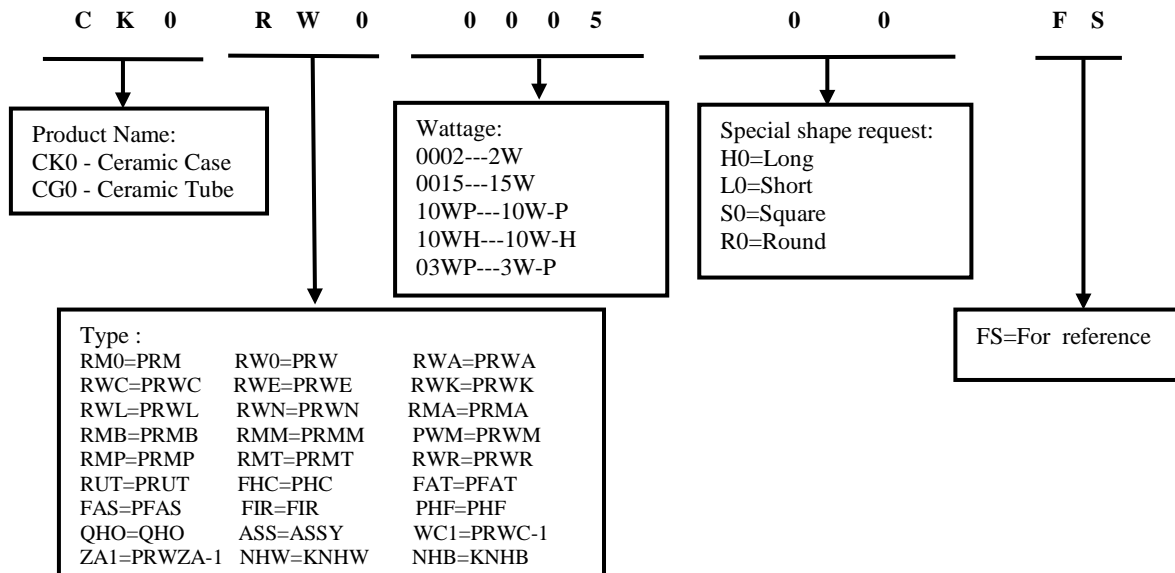 C K 0 R W 0 0 0 0 5 0 0 F S
Product Name:
CK0 - Ceramic Case
CG0 - Ceramic Tube
Wattage:
0002---2W
0015---15W
10WP---10W-P
10WH---10W-H
03WP---3W-P
Special shape request:
H0=Long
L0=Short
S0=Square
R0=Round
Type :
RM0=PRM RW0=PRW RWA=PRWA
RWC=PRWC RWE=PRWE RWK=PRWK
RWL=PRWL RWN=PRWN RMA=PRMA
RMB=PRMB RMM=PRMM PWM=PRWM
RMP=PRMP RMT=PRMT RWR=PRWR
RUT=PRUT FHC=PHC FAT=PFAT
FAS=PFAS FIR=FIR PHF=PHF
QHO=QHO ASS=ASSY WC1=PRWC-1
ZA1=PRWZA-1 NHW=KNHW NHB=KNHB
FS=For reference